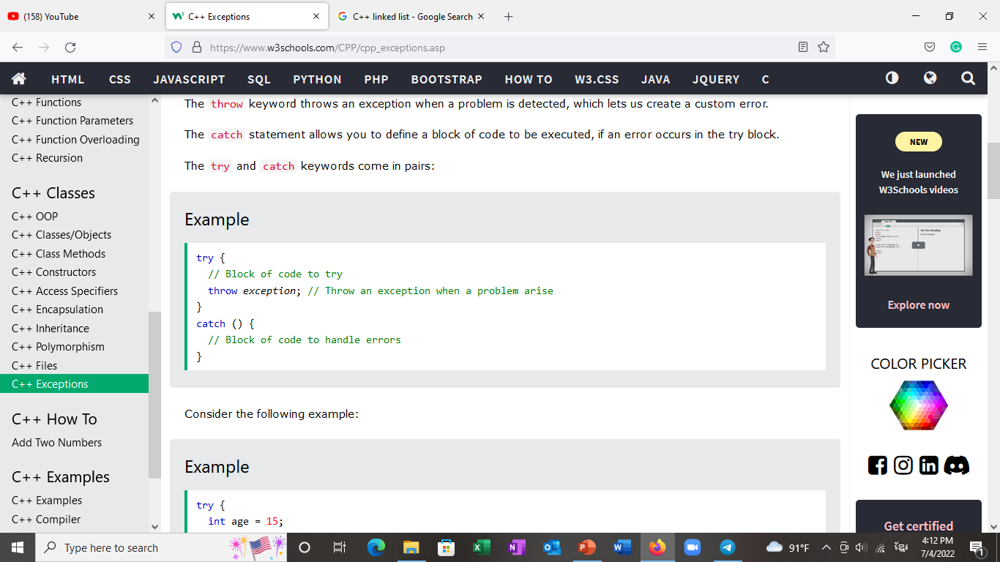 (158) YouTube
C++ Exceptions
C++ linked list - Google Search
https://www.w3schools.com/CPP/cpp_exceptions.asp
HTML CSS JAVASCRIPT SQL PYTHON PHP BOOTSTRAP HOW TO W3.CSS JAVA JQUERY C
C++ Functions
C++ Function Parameters
C++ Function Overloading
C++ Recursion
C++ Classes
C++ OOP
C++ Classes/Objects
C++ Class Methods
C++ Constructors
C++ Access Specifiers
C++ Encapsulation
C++ Inheritance
C++ Polymorphism
C++ Files
C++ Exceptions
C++ How To
Add Two Numbers
C++ Examples
C++ Examples
C++ Compiler
The throw keyword throws an exception when a problem is detected, which lets us create a custom error.
The catch statement allows you to define a block of code to be executed, if an error occurs in the try block.
The try and catch keywords come in pairs:
Example
try {
// Block of code to try
throw exception; // Throw an exception when a problem arise
}
catch () {
// Block of code to handle errors
}
Consider the following example:
Example
try {
int age = 15;
NEW
We just launched
W3Schools videos
Explore now
COLOR PICKER
Get certified
Type here to search
91°F
ខ្មែរ
4:12 PM
7/4/2022
1